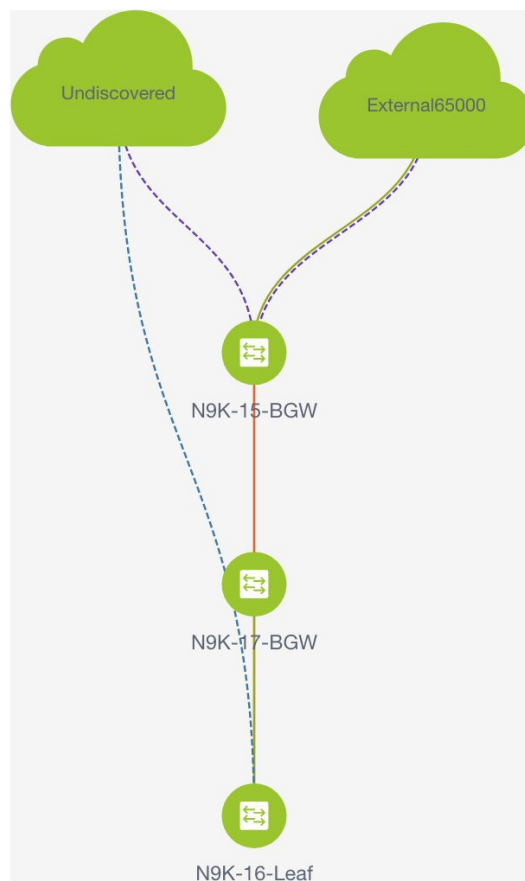 Undiscovered
External65000
N9K-15-BGW
N9K-17-BGW
N9K-16-Leaf